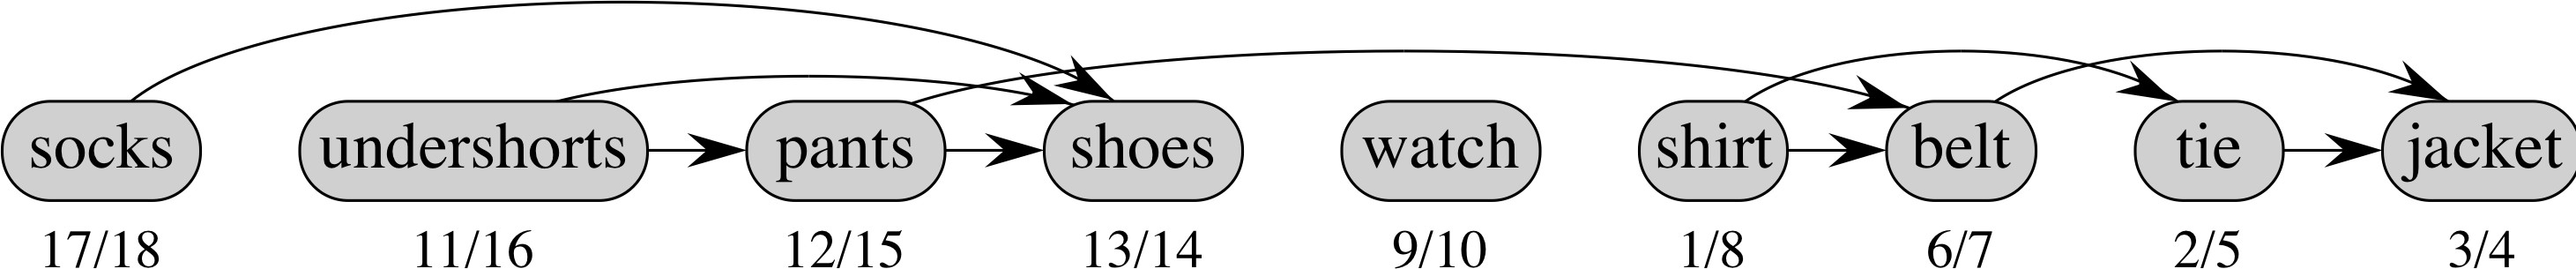 socks undershorts pants shoes watch shirt belt tie jacket
17/18 11/16 12/15 13/14 9/10 1/8 6/7 2/5 3/4